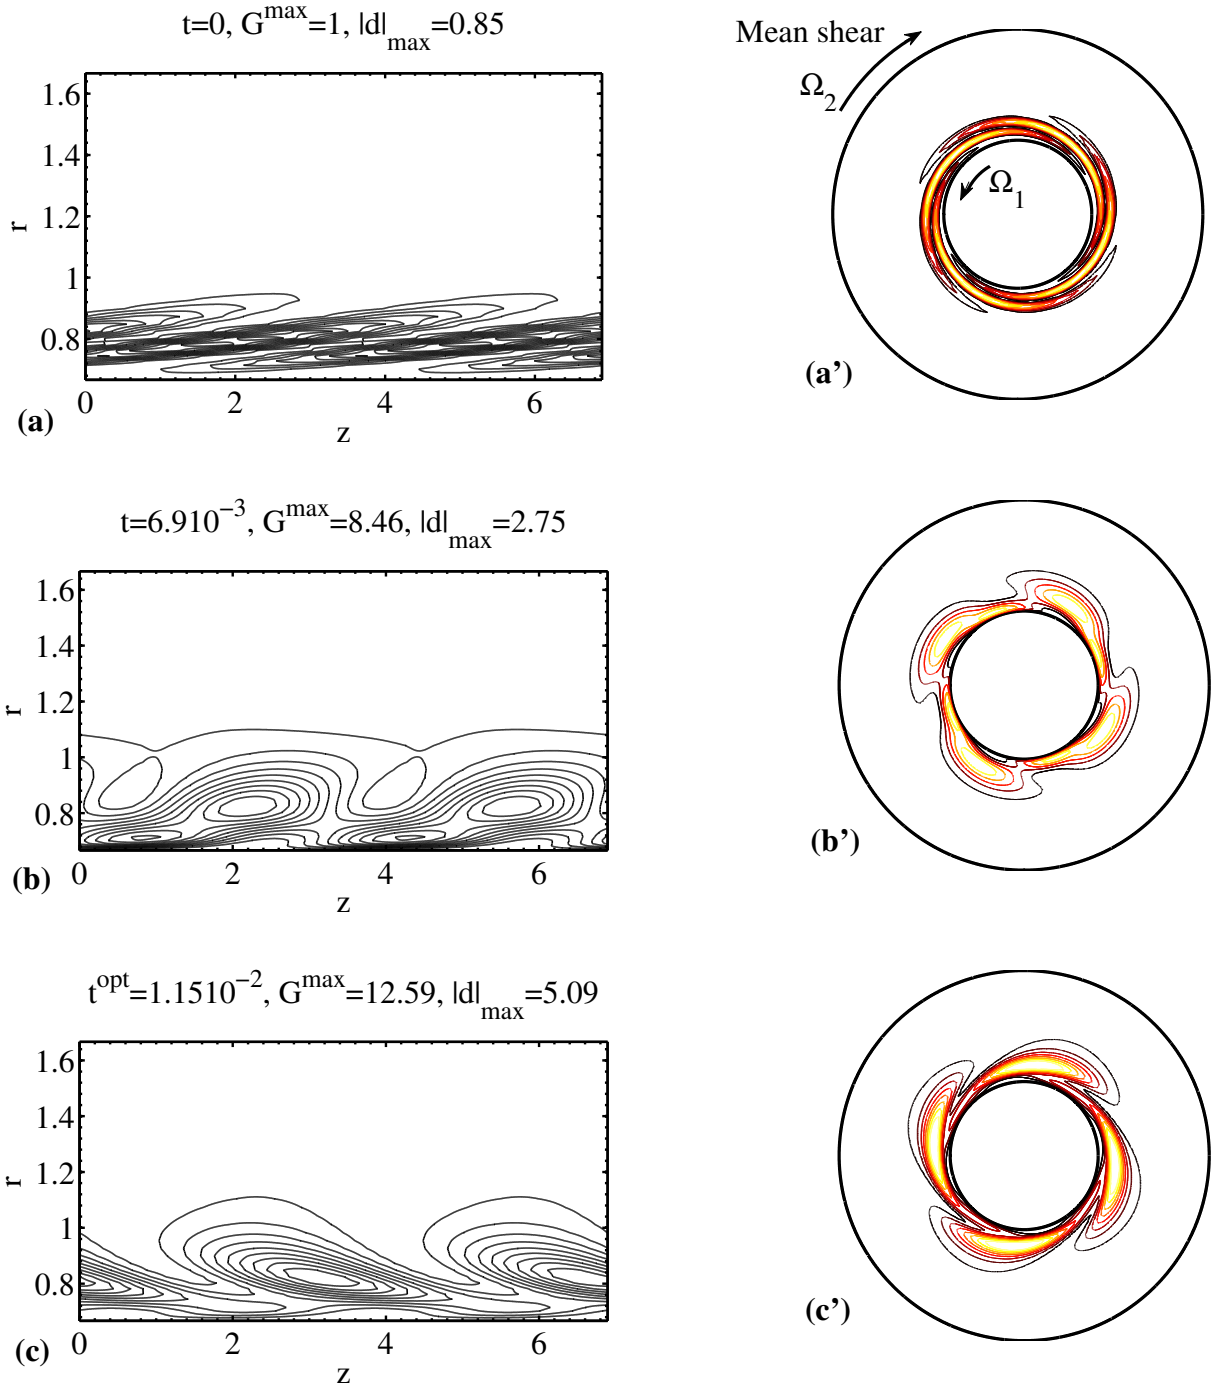 t=0, G^max=1, |d|_max=0.85
Mean shear
Ω_2
Ω_1
1.6
1.4
1.2
1
0.8
r
0 2 4 6
z
(a)
(a’)
t=6.910^−3, G^max=8.46, |d|_max=2.75
1.6
1.4
1.2
1
0.8
r
0 2 4 6
z
(b)
(b’)
t^opt=1.1510^−2, G^max=12.59, |d|_max=5.09
1.6
1.4
1.2
1
0.8
r
0 2 4 6
z
(c)
(c’)